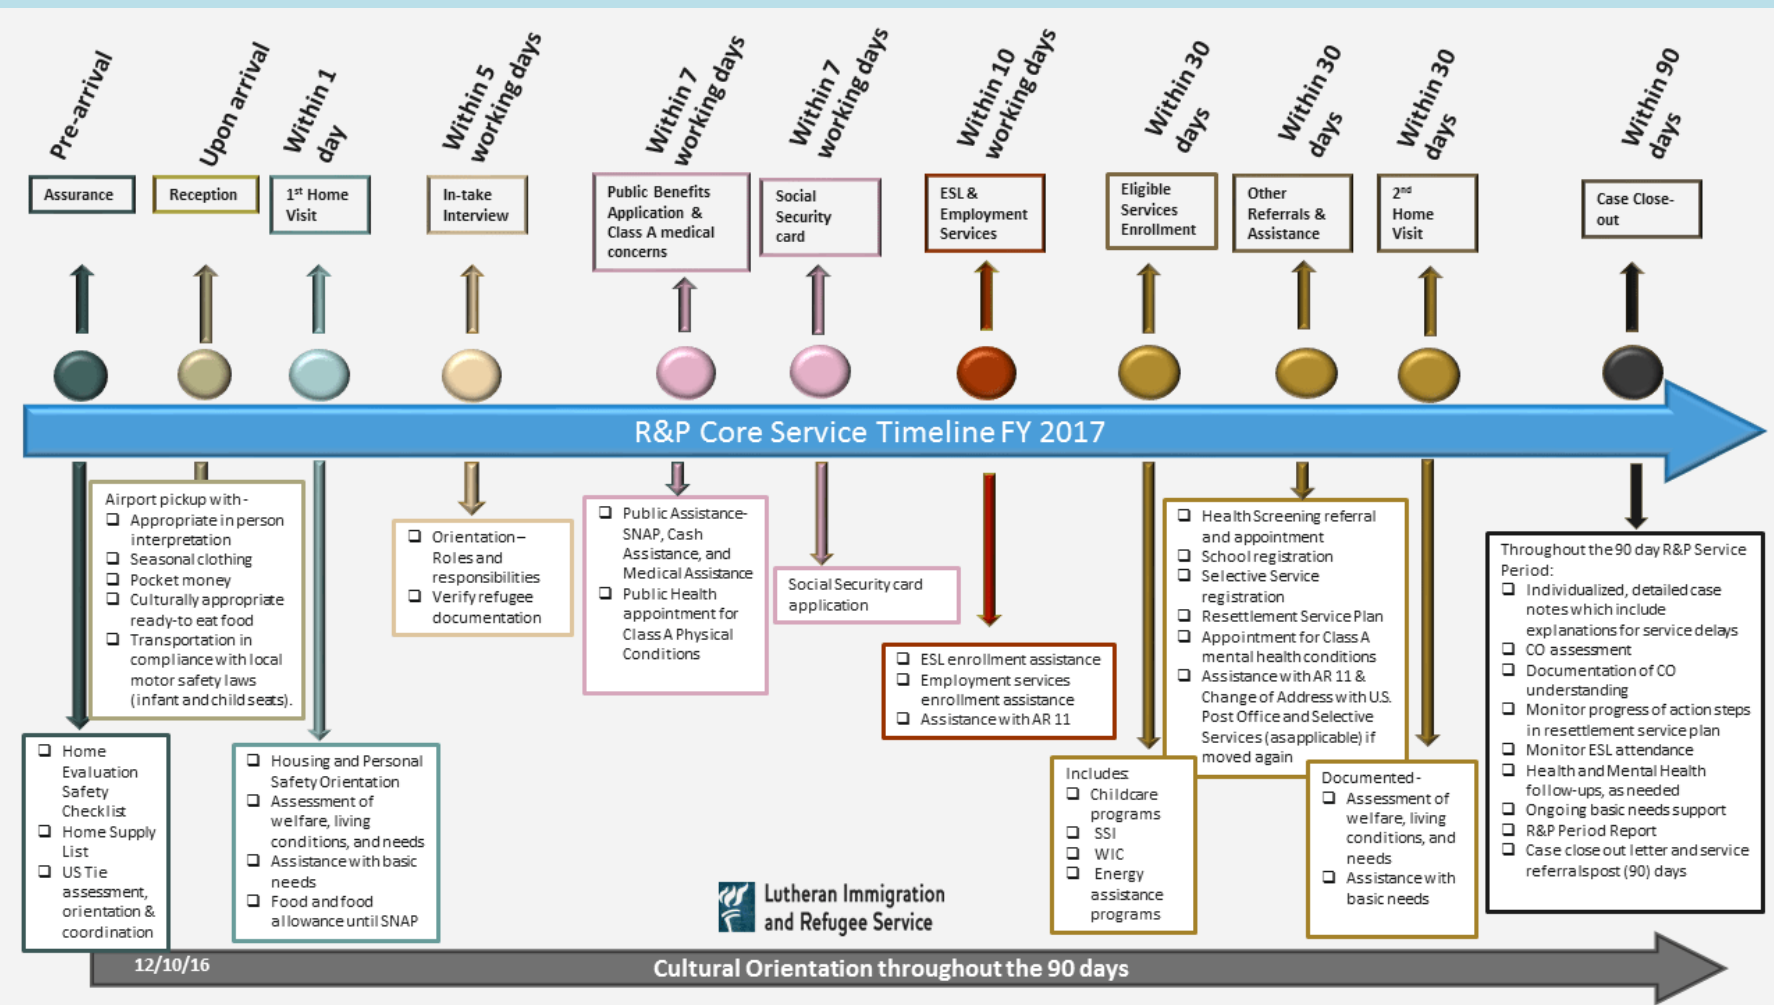 Pre-arrival
Upon arrival
Within 1
day
Within 5
working days
Within 7
working days
Within 7
working days
Within 10
working days
Within 30
days
Within 30
days
Within 30
days
Within 90
days
Assurance
Reception
1st Home
Visit
In-take
Interview
Public Benefits
Application &
Class A medical
concerns
Social
Security
card
ESL &
Employment
Services
Eligible
Services
Enrollment
Other
Referrals &
Assistance
2nd
Home
Visit
Case Close-
out
R&P Core Service Timeline FY 2017
Home
Evaluation
Safety
Checklist
Home Supply
List
US Tie
assessment,
orientation &
coordination
Airport pickup with -
Appropriate in person
interpretation
Seasonal clothing
Pocket money
Culturally appropriate
ready-to eat food
Transportation in
compliance with local
motor safety laws
(infant and child seats).
Housing and Personal
Safety Orientation
Assessment of
welfare, living
conditions, and needs
Assistance with basic
needs
Food and food
allowance until SNAP
Orientation –
Roles and
responsibilities
Verify refugee
documentation
Public Assistance-
SNAP, Cash
Assistance, and
Medical Assistance
Public Health
appointment for
Class A Physical
Conditions
Social Security card
application
ESL enrollment assistance
Employment services
enrollment assistance
Assistance with AR 11
Includes:
Childcare
programs
SSI
WIC
Energy
assistance
programs
Health Screening referral
and appointment
School registration
Selective Service
registration
Resettlement Service Plan
Appointment for Class A
mental health conditions
Assistance with AR 11 &
Change of Address with U.S.
Post Office and Selective
Services (as applicable) if
moved again
Documented -
Assessment of
welfare, living
conditions, and
needs
Assistance with
basic needs
Throughout the 90 day R&P Service
Period:
Individualized, detailed case
notes which include
explanations for service delays
CO assessment
Documentation of CO
understanding
Monitor progress of action steps
in resettlement service plan
Monitor ESL attendance
Health and Mental Health
follow-ups, as needed
Ongoing basic needs support
R&P Period Report
Case close out letter and service
referrals post (90) days
Lutheran Immigration
and Refugee Service
12/10/16
Cultural Orientation throughout the 90 days